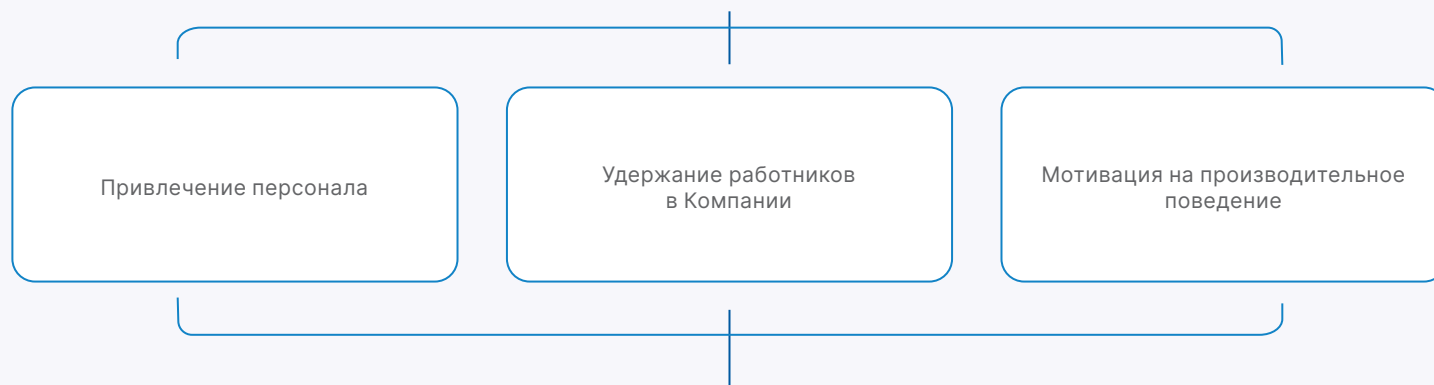 Привлечение персонала
Удержание работников
в Компании
Мотивация на производительное
поведение